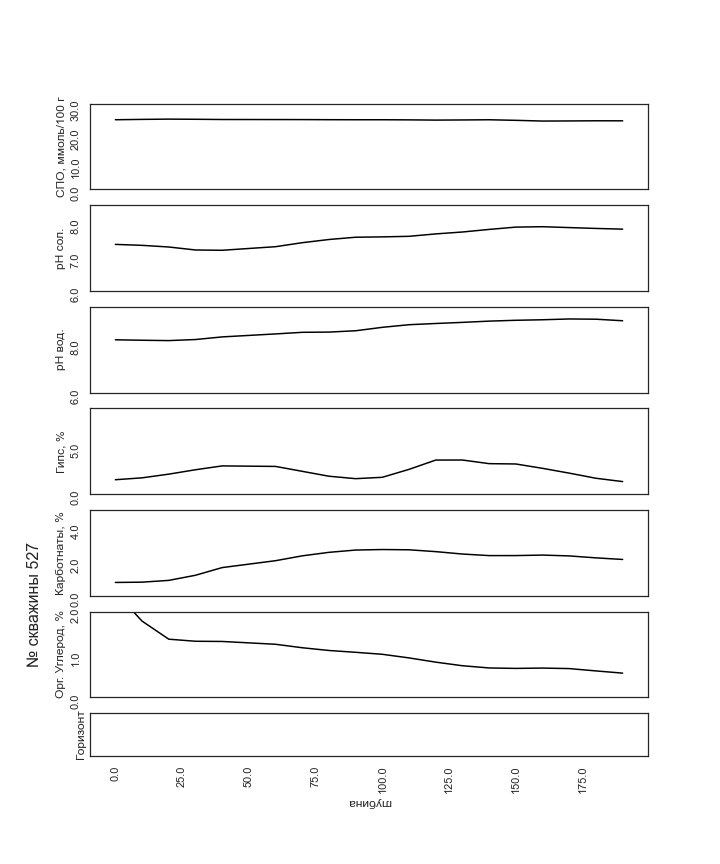 № скважины 527
СПО, ммоль/100 г
0.0 10.0 20.0 30.0
pH сол.
6.0 7.0 8.0
pH вод.
6.0 8.0
Гипс, %
0.0 5.0
Карботнаты, %
0.0 2.0 4.0
Орг. Углерод, %
0.0 1.0 2.0
Горизонт
0.0 25.0 50.0 75.0 100.0 125.0 150.0 175.0
глубина